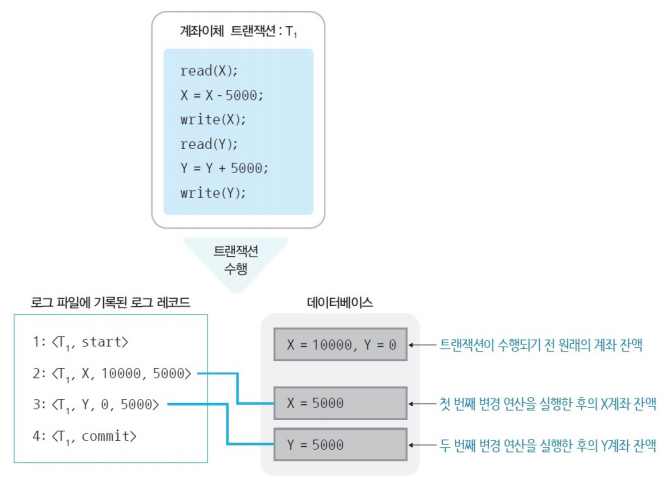 계좌이체 트랜잭션 : T₁
read(X);
X = X - 5000;
write(X);
read(Y);
Y = Y + 5000;
write(Y);
트랜잭션
수행
로그 파일에 기록된 로그 레코드
1: <T₁, start>
2: <T₁, X, 10000, 5000>
3: <T₁, Y, 0, 5000>
4: <T₁, commit>
데이터베이스
X = 10000, Y = 0
트랜잭션이 수행되기 전 원래의 계좌 잔액
X = 5000
첫 번째 변경 연산을 실행한 후의 X계좌 잔액
Y = 5000
두 번째 변경 연산을 실행한 후의 Y계좌 잔액